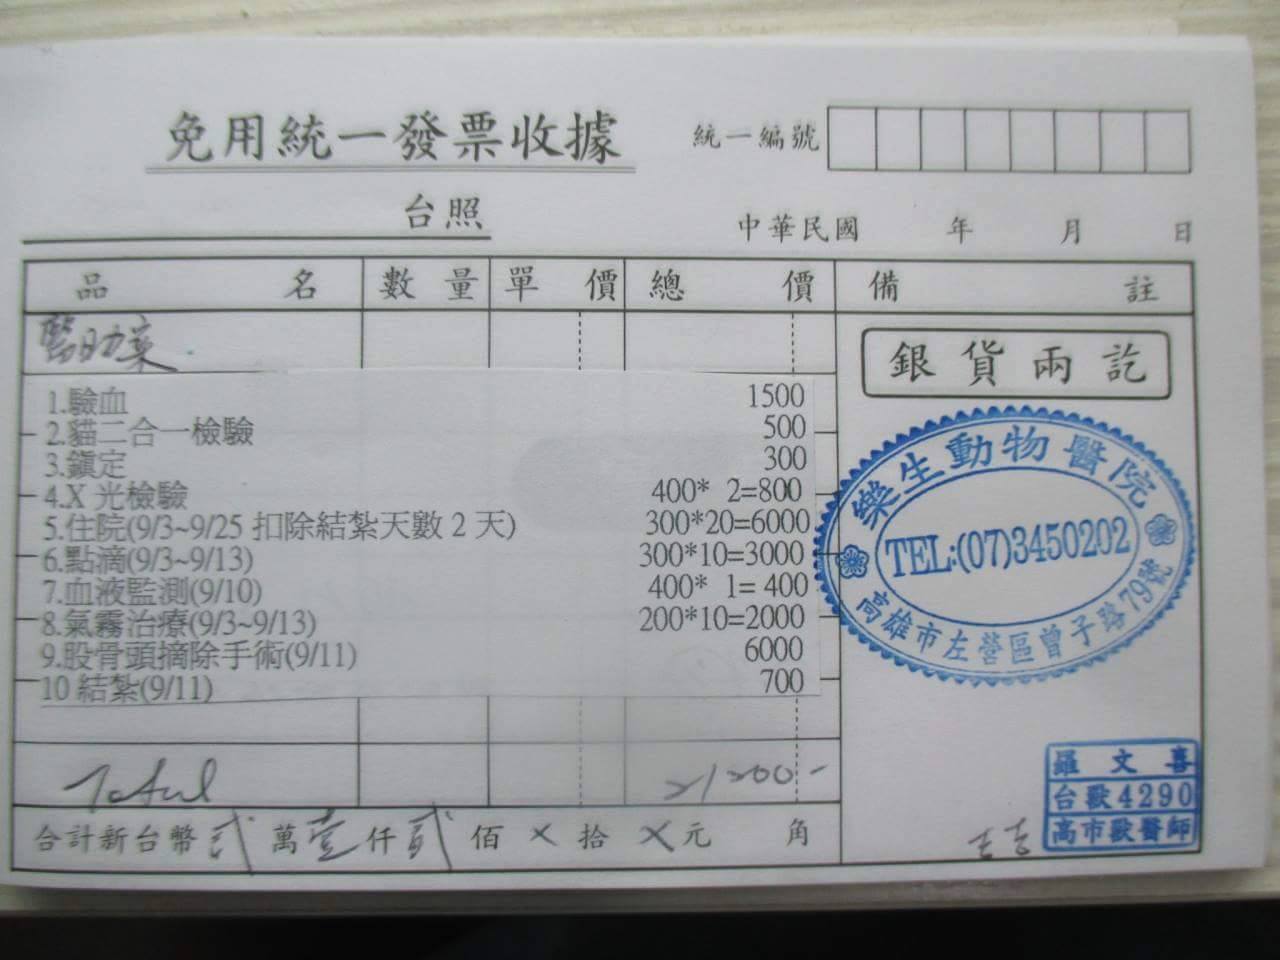 免用統一發票收據
統一編號
台照
中華民國 年 月 日
品名 數量 單價 總價 備註
銀貨兩訖
1.驗血 1500
2.貓二合一檢驗 500
3.鎮定 300
4.X 光檢驗 400* 2=800
5.住院(9/3~9/25 扣除結紮天數 2 天) 300*20=6000
6.點滴(9/3~9/13) 300*10=3000
7.血液監測(9/10) 400* 1= 400
8.氣霧治療(9/3~9/13) 200*10=2000
9.股骨頭摘除手術(9/11) 6000
10 結紮(9/11) 700
樂生動物醫院
TEL:(07)3450202
高雄市左營區曾子路79號
Total 21200-
合計新台幣 貳 萬 壹 仟 貳 佰 X 拾 X 元 角
羅文喜
台獸4290
高市獸醫師